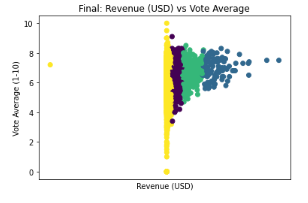 Final: Revenue (USD) vs Vote Average
10
8
6
4
2
0
Vote Average (1-10)
Revenue (USD)